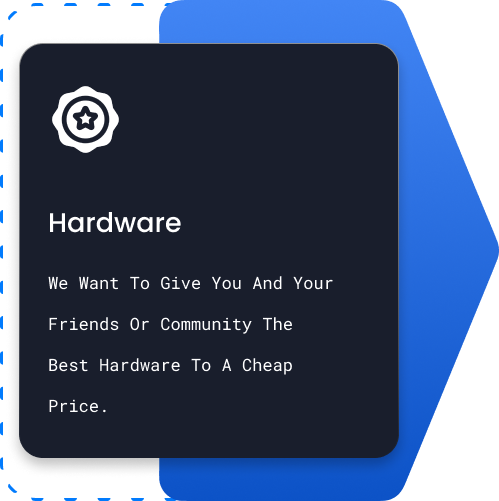 Hardware
We Want To Give You And Your
Friends Or Community The
Best Hardware To A Cheap
Price.